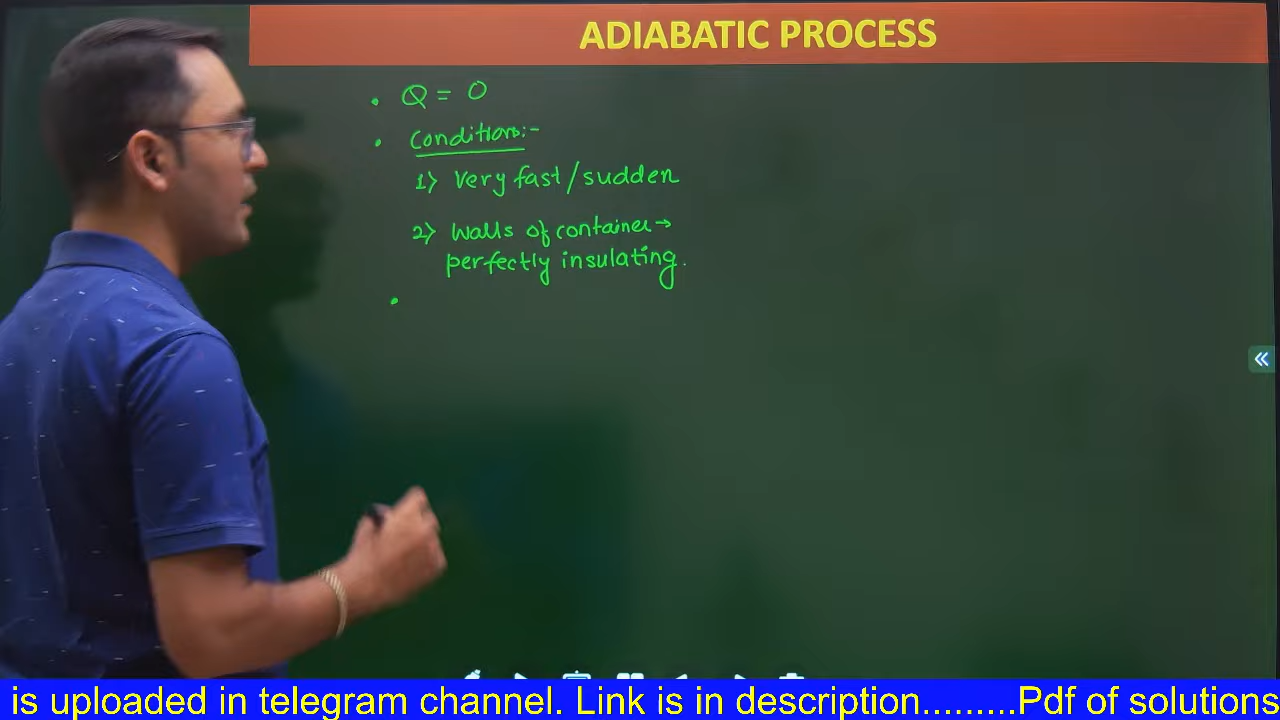 ADIABATIC PROCESS
• Q = 0
• Conditions:-
1) Very fast/sudden
2) Walls of container →
perfectly insulating.
•
is uploaded in telegram channel. Link is in description.........Pdf of solutions